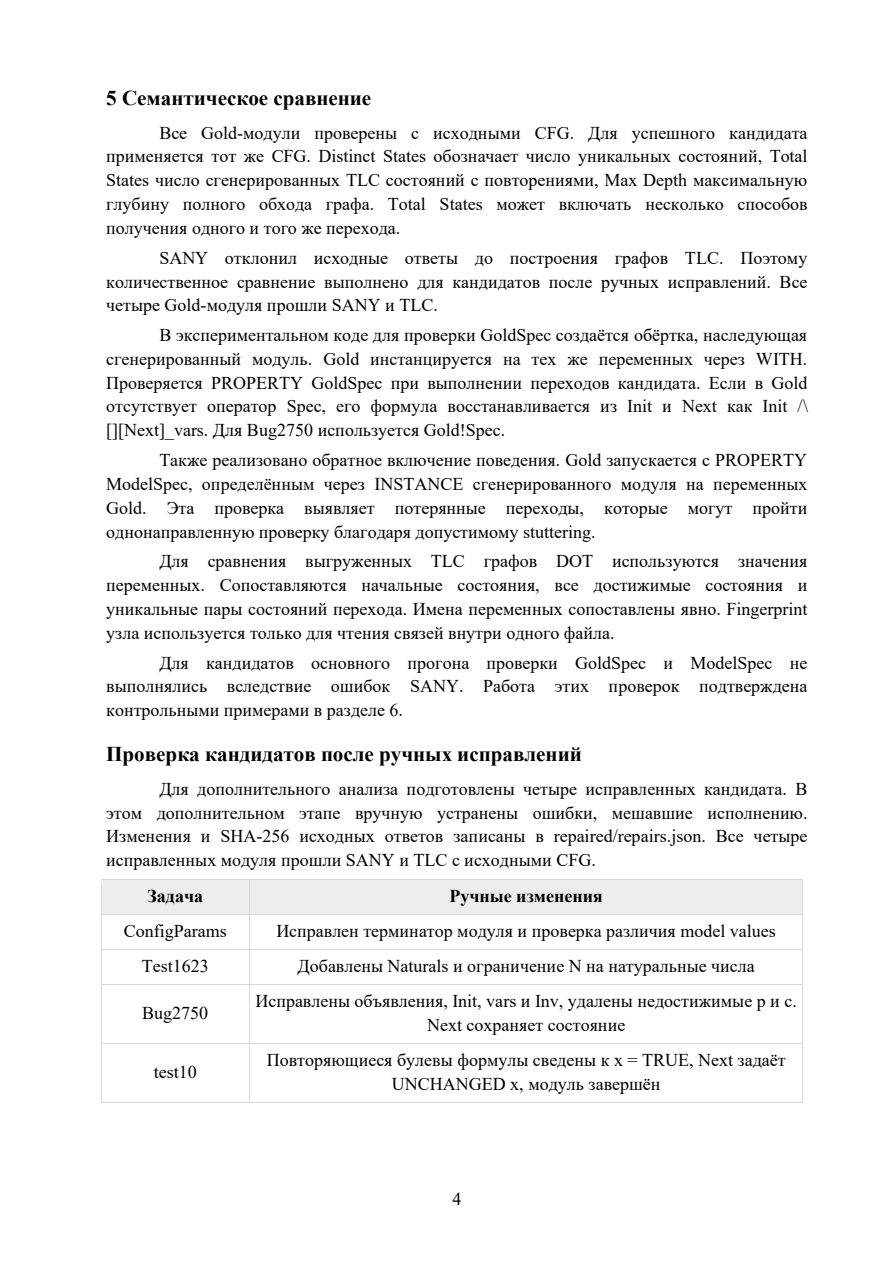 5 Семантическое сравнение
Все Gold-модули проверены с исходными CFG. Для успешного кандидата
применяется тот же CFG. Distinct States обозначает число уникальных состояний, Total
States число сгенерированных TLC состояний с повторениями, Max Depth максимальную
глубину полного обхода графа. Total States может включать несколько способов
получения одного и того же перехода.
SANY отклонил исходные ответы до построения графов TLC. Поэтому
количественное сравнение выполнено для кандидатов после ручных исправлений. Все
четыре Gold-модуля прошли SANY и TLC.
В экспериментальном коде для проверки GoldSpec создаётся обёртка, наследующая
сгенерированный модуль. Gold инстанцируется на тех же переменных через WITH.
Проверяется PROPERTY GoldSpec при выполнении переходов кандидата. Если в Gold
отсутствует оператор Spec, его формула восстанавливается из Init и Next как Init /\
[][Next]_vars. Для Bug2750 используется Gold!Spec.
Также реализовано обратное включение поведения. Gold запускается с PROPERTY
ModelSpec, определённым через INSTANCE сгенерированного модуля на переменных
Gold. Эта проверка выявляет потерянные переходы, которые могут пройти
однонаправленную проверку благодаря допустимому stuttering.
Для сравнения выгруженных TLC графов DOT используются значения
переменных. Сопоставляются начальные состояния, все достижимые состояния и
уникальные пары состояний перехода. Имена переменных сопоставлены явно. Fingerprint
узла используется только для чтения связей внутри одного файла.
Для кандидатов основного прогона проверки GoldSpec и ModelSpec не
выполнялись вследствие ошибок SANY. Работа этих проверок подтверждена
контрольными примерами в разделе 6.
Проверка кандидатов после ручных исправлений
Для дополнительного анализа подготовлены четыре исправленных кандидата. В
этом дополнительном этапе вручную устранены ошибки, мешавшие исполнению.
Изменения и SHA-256 исходных ответов записаны в repaired/repairs.json. Все четыре
исправленных модуля прошли SANY и TLC с исходными CFG.
Задача Ручные изменения
ConfigParams Исправлен терминатор модуля и проверка различия model values
Test1623 Добавлены Naturals и ограничение N на натуральные числа
Bug2750 Исправлены объявления, Init, vars и Inv, удалены недостижимые p и c.
Next сохраняет состояние
test10 Повторяющиеся булевы формулы сведены к x = TRUE, Next задаёт
UNCHANGED x, модуль завершён
4